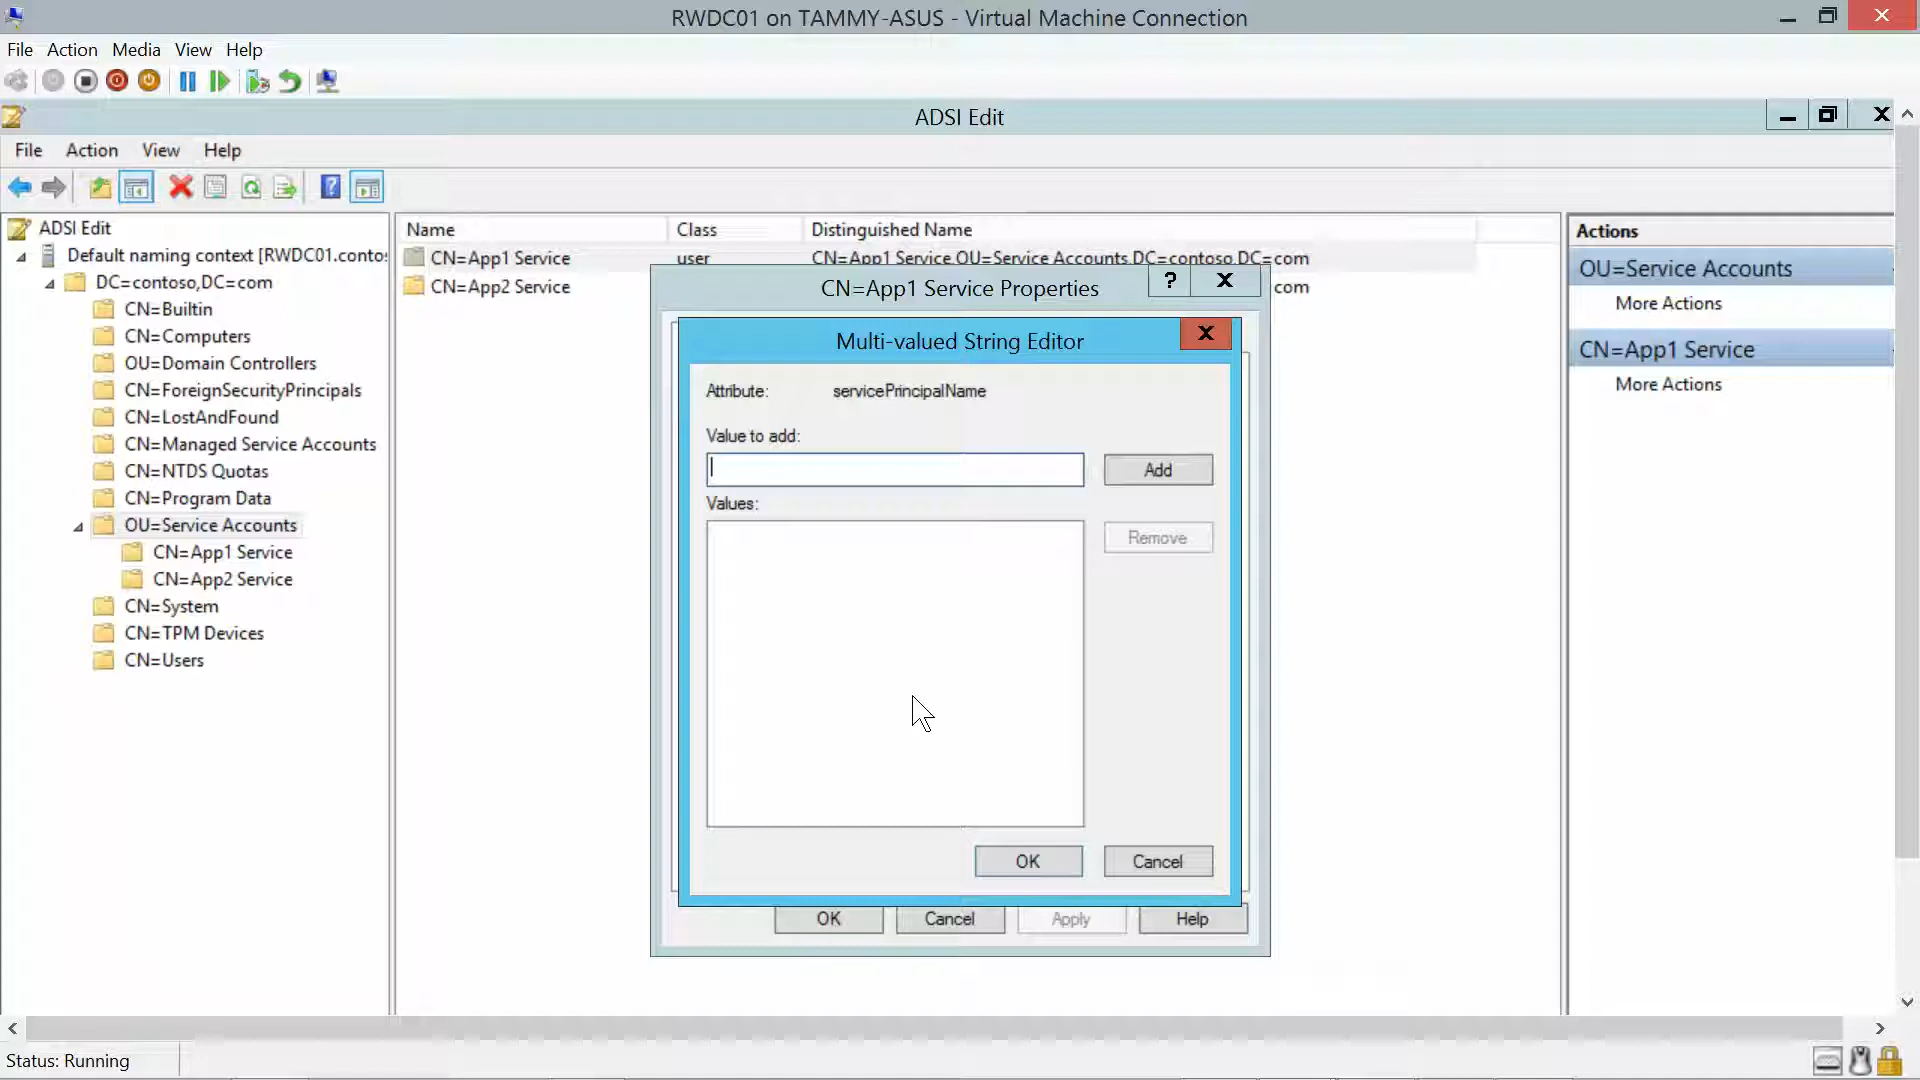 RWDC01 on TAMMY-ASUS - Virtual Machine Connection
File Action Media View Help
ADSI Edit
File Action View Help
ADSI Edit
Default naming context [RWDC01.contos
DC=contoso,DC=com
CN=Builtin
CN=Computers
OU=Domain Controllers
CN=ForeignSecurityPrincipals
CN=LostAndFound
CN=Managed Service Accounts
CN=NTDS Quotas
CN=Program Data
OU=Service Accounts
CN=App1 Service
CN=App2 Service
CN=System
CN=TPM Devices
CN=Users
Name Class Distinguished Name
CN=App1 Service user CN=App1 Service,OU=Service Accounts,DC=contoso,DC=com
CN=App2 Service com
CN=App1 Service Properties
?
Multi-valued String Editor
Attribute: servicePrincipalName
Value to add:
Add
Values:
Remove
OK Cancel
OK Cancel Apply Help
Actions
OU=Service Accounts
More Actions
CN=App1 Service
More Actions
Status: Running